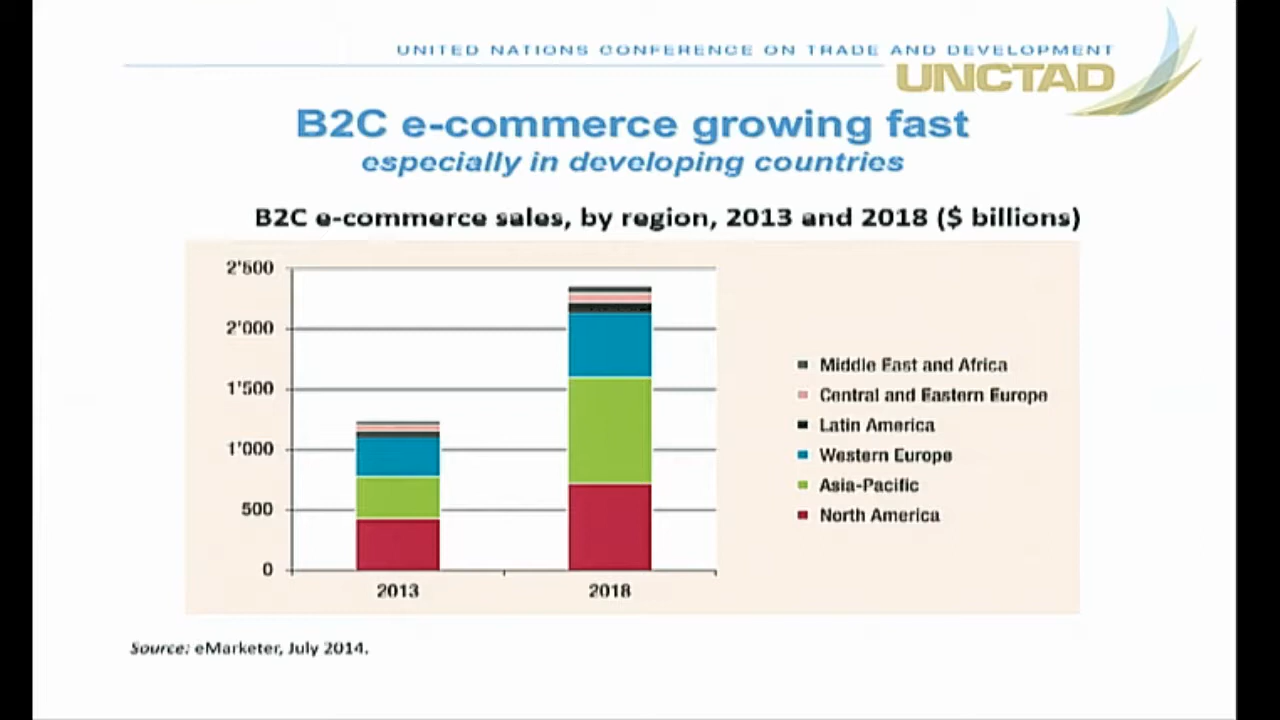 UNITED NATIONS CONFERENCE ON TRADE AND DEVELOPMENT
UNCTAD
B2C e-commerce growing fast
especially in developing countries
B2C e-commerce sales, by region, 2013 and 2018 ($ billions)
2'500
2'000
1'500
1'000
500
0
2013
2018
Middle East and Africa
Central and Eastern Europe
Latin America
Western Europe
Asia-Pacific
North America
Source: eMarketer, July 2014.